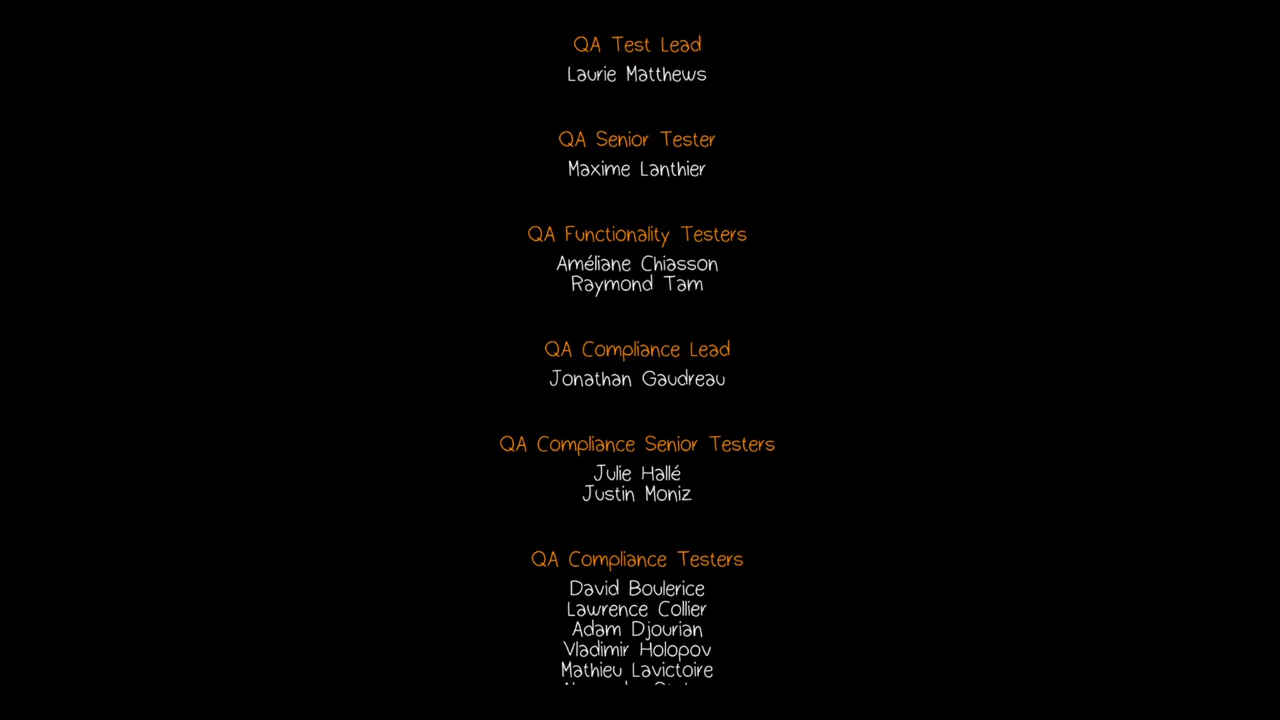 QA Test Lead
Laurie Matthews
QA Senior Tester
Maxime Lanthier
QA Functionality Testers
Améliane Chiasson
Raymond Tam
QA Compliance Lead
Jonathan Gaudreau
QA Compliance Senior Testers
Julie Hallé
Justin Moniz
QA Compliance Testers
David Boulerice
Lawrence Collier
Adam Djourian
Vladimir Holopov
Mathieu Lavictoire